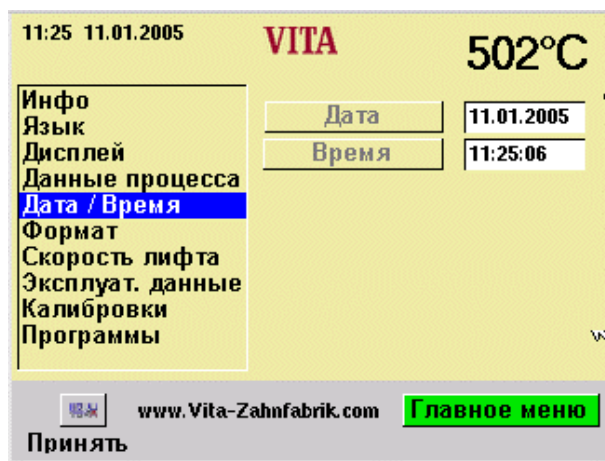 11:25 11.01.2005
VITA
502°C
Инфо
Язык
Дисплей
Данные процесса
Дата / Время
Формат
Скорость лифта
Эксплуат. данные
Калибровки
Программы
Дата 11.01.2005
Время 11:25:06
www.Vita-Zahnfabrik.com
Главное меню
Принять